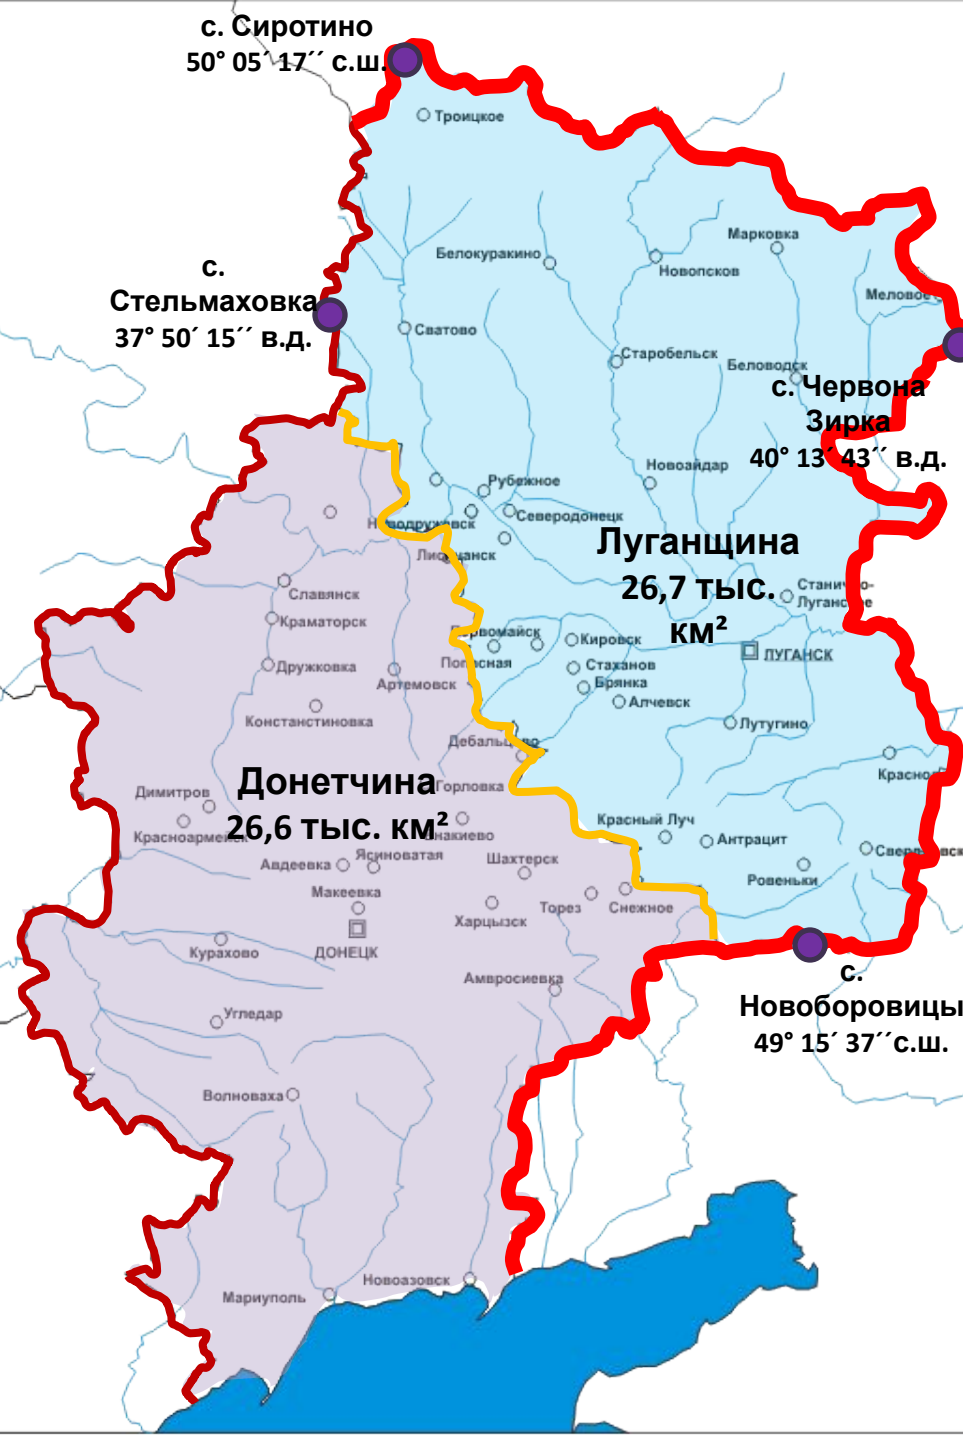 с. Сиротино
50° 05´ 17´´ с.ш.
Троицкое
Марковка
Белокуракино
Новопсков
с.
Стельмаховка
37° 50´ 15´´ в.д.
Меловое
Сватово
Старобельск
Беловодск
с. Червона
Зирка
40° 13´ 43´´ в.д.
Новоайдар
Рубежное
Северодонецк
Луганщина
26,7 тыс.
км²
Славянск
Краматорск
Кировск
ЛУГАНСК
Дружковка
Стаханов
Артемовск
Брянка
Алчевск
Констанстиновка
Лутугино
Донетчина
26,6 тыс. км²
Димитров
Горловка
Красный Луч
Антрацит
Авдеевка
Ясиноватая
Шахтерск
Ровеньки
Макеевка
Харцызск
Торез
Снежное
Курахово
ДОНЕЦК
Амвросиевка
с.
Новоборовицы
49° 15´ 37´´с.ш.
Угледар
Волноваха
Новоазовск
Мариуполь